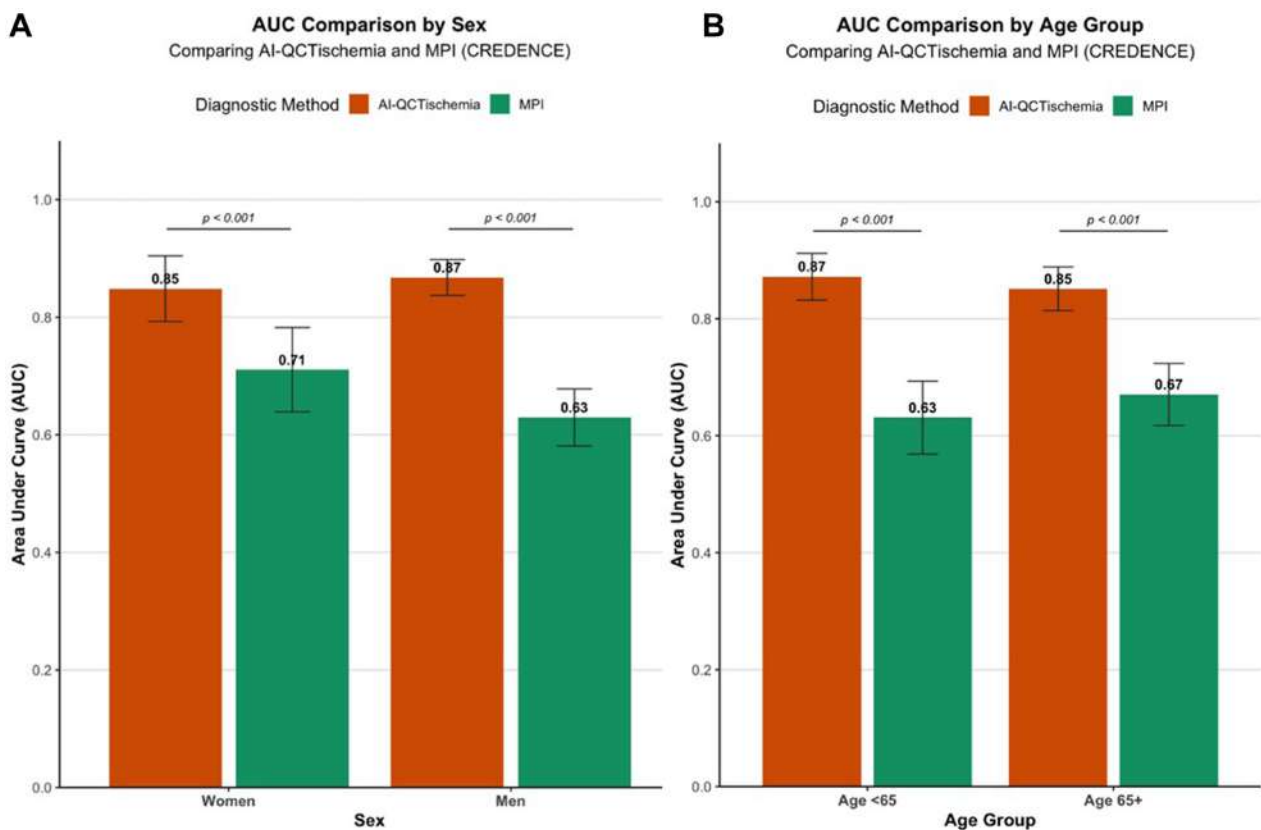 A
AUC Comparison by Sex
Comparing AI-QCTischemia and MPI (CREDENCE)
Diagnostic Method AI-QCTischemia MPI
1.0
0.8
0.6
0.4
0.2
0.0
Area Under Curve (AUC)
p < 0.001
p < 0.001
0.85
0.71
0.87
0.63
Women
Men
Sex
B
AUC Comparison by Age Group
Comparing AI-QCTischemia and MPI (CREDENCE)
Diagnostic Method AI-QCTischemia MPI
1.0
0.8
0.6
0.4
0.2
0.0
Area Under Curve (AUC)
p < 0.001
p < 0.001
0.87
0.63
0.85
0.67
Age <65
Age 65+
Age Group